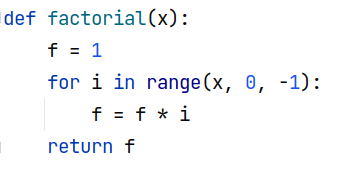 def factorial(x):
    f = 1
    for i in range(x, 0, -1):
        f = f * i
    return f